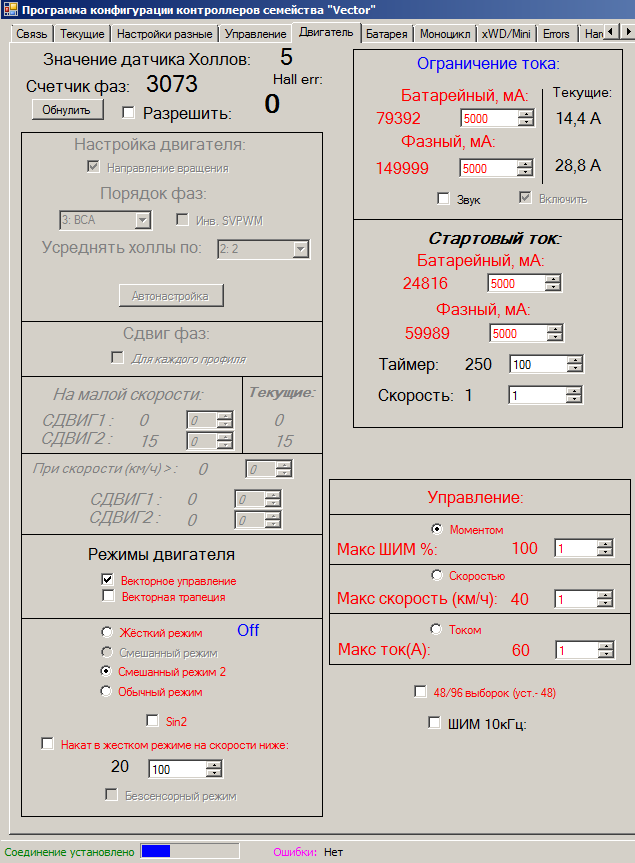 Программа конфигурации контроллеров семейства "Vector"
Связь Текущие Настройки разные Управление Двигатель Батарея Моноцикл xWD/Mini Errors Har
Значение датчика Холлов: 5
Счетчик фаз: 3073 Hall err:
Обнулить Разрешить: 0
Настройка двигателя:
Направление вращения
Порядок фаз:
3: BCA Инв. SVPWM
Усреднять холлы по: 2: 2
Автонастройка
Сдвиг фаз:
Для каждого профиля
На малой скорости: Текущие:
СДВИГ1 : 0 0 0
СДВИГ2 : 15 0 15
При скорости (км/ч) > : 0 0
СДВИГ1 : 0 0
СДВИГ2 : 0 0
Режимы двигателя
Векторное управление
Векторная трапеция
Жёсткий режим Off
Смешанный режим
Смешанный режим 2
Обычный режим
Sin2
Накат в жестком режиме на скорости ниже:
20 100
Безсенсорный режим
Ограничение тока:
Батарейный, мА: Текущие:
79392 5000 14,4 А
Фазный, мА:
149999 5000 28,8 А
Звук Включить
Стартовый ток:
Батарейный, мА:
24816 5000
Фазный, мА:
59989 5000
Таймер: 250 100
Скорость: 1 1
Управление:
Моментом
Макс ШИМ %: 100 1
Скоростью
Макс скорость (км/ч): 40 1
Током
Макс ток(А): 60 1
48/96 выборок (уст.- 48)
ШИМ 10кГц:
Соединение установлено Ошибки: Нет